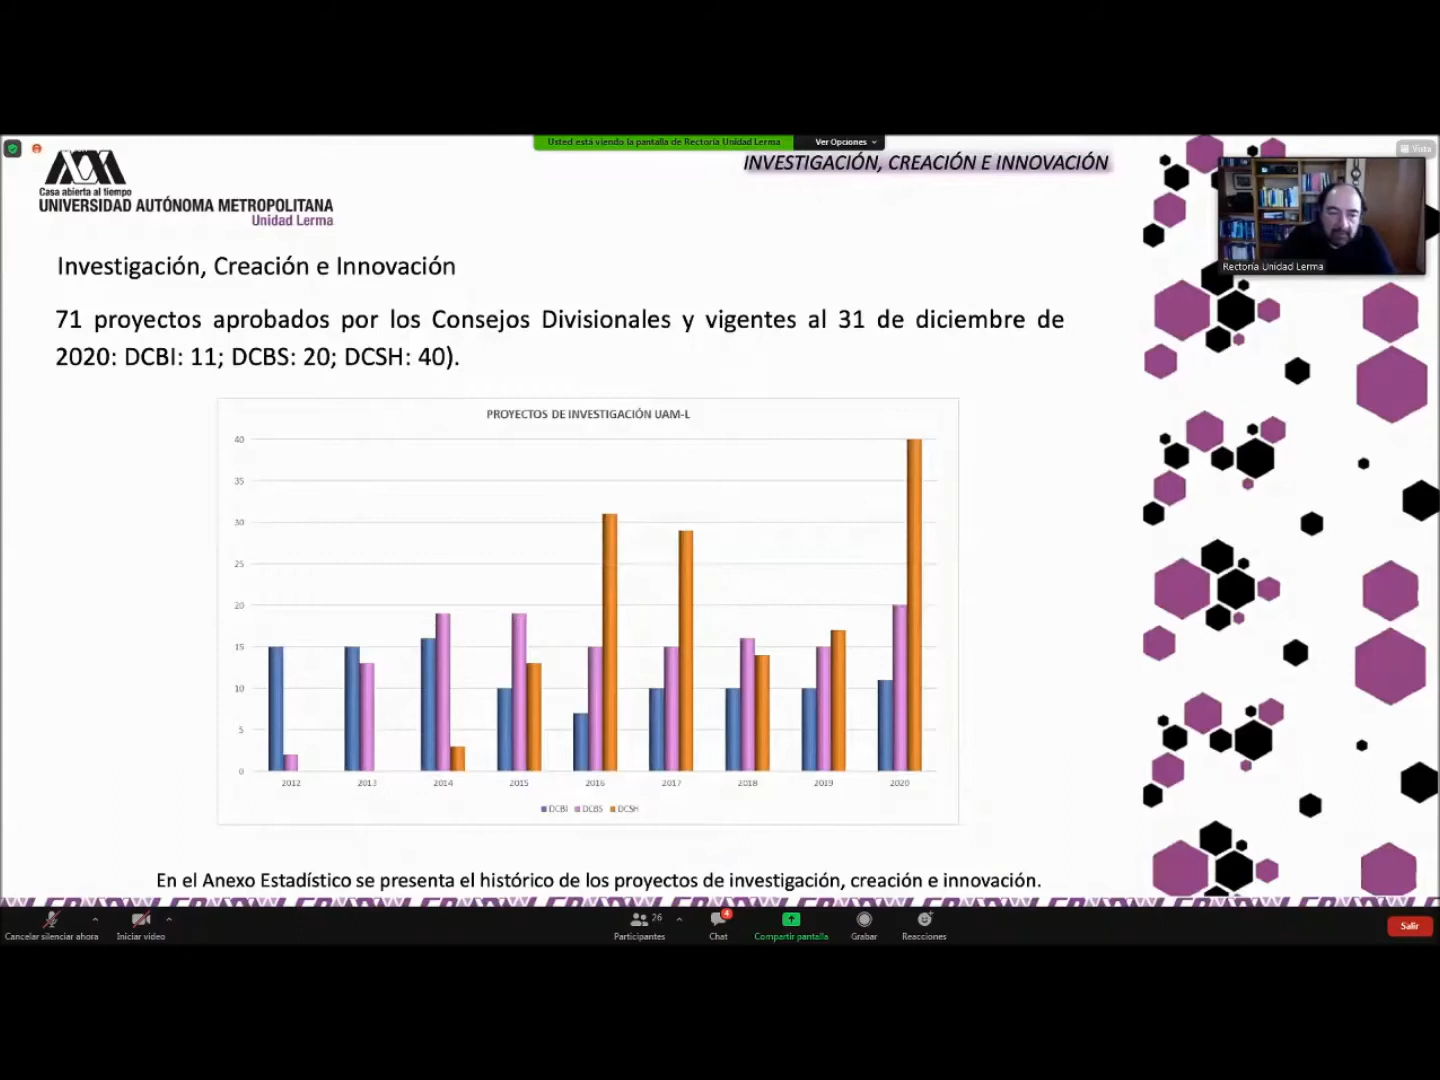 Usted está viendo la pantalla de Rectoría Unidad Lerma
Ver Opciones
Vista
INVESTIGACIÓN, CREACIÓN E INNOVACIÓN
Casa abierta al tiempo
UNIVERSIDAD AUTÓNOMA METROPOLITANA
Unidad Lerma
Rectoría Unidad Lerma
Investigación, Creación e Innovación
71 proyectos aprobados por los Consejos Divisionales y vigentes al 31 de diciembre de
2020: DCBI: 11; DCBS: 20; DCSH: 40).
PROYECTOS DE INVESTIGACIÓN UAM-L
40
35
30
25
20
15
10
5
0
2012 2013 2014 2015 2016 2017 2018 2019 2020
DCBI DCBS DCSH
En el Anexo Estadístico se presenta el histórico de los proyectos de investigación, creación e innovación.
26
4
Cancelar silenciar ahora
Iniciar video
Participantes
Chat
Compartir pantalla
Grabar
Reacciones
Salir